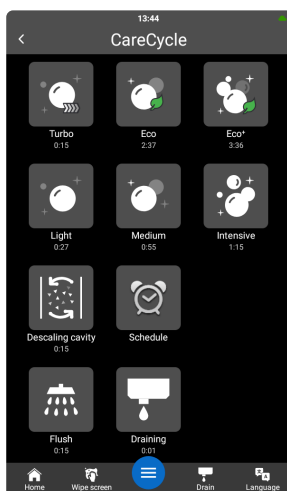 13:44
CareCycle
Turbo Eco Eco+
0:15 2:37 3:36
Light Medium Intensive
0:27 0:55 1:15
Descaling cavity Schedule
0:15
Flush Draining
0:15 0:01
Home Wipe screen Drain Language